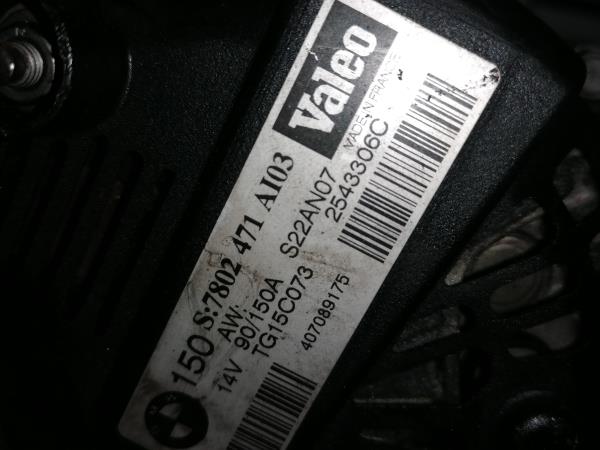 Valeo
MADE IN FRANCE
150 S:7802 471 AI03
AW:
14V 90/150A S22AN07
TG15C073 2543306C
407089175